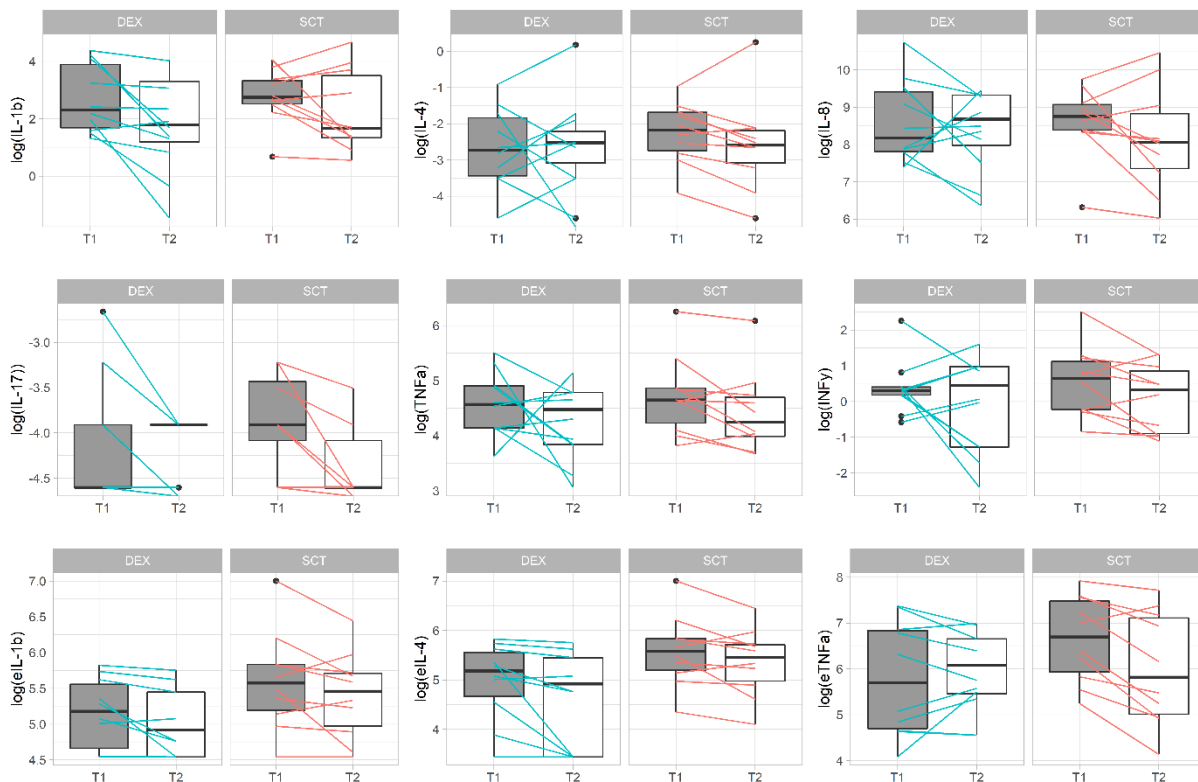 DEX SCT
log(IL-1b)
4
2
0
T1 T2 T1 T2
DEX SCT
log(IL-4)
0
-2
-4
T1 T2 T1 T2
DEX SCT
log(IL-8)
10
9
8
7
6
T1 T2 T1 T2
DEX SCT
log(IL-17))
-3.0
-3.5
-4.0
-4.5
T1 T2 T1 T2
DEX SCT
log(TNFa)
6
5
4
3
T1 T2 T1 T2
DEX SCT
log(INFy)
2
1
0
-1
-2
T1 T2 T1 T2
DEX SCT
log(eIL-1b)
7.0
6.5
6.0
5.5
5.0
4.5
T1 T2 T1 T2
DEX SCT
log(eIL-4)
7
6
5
4
T1 T2 T1 T2
DEX SCT
log(eTNFa)
8
7
6
5
4
T1 T2 T1 T2